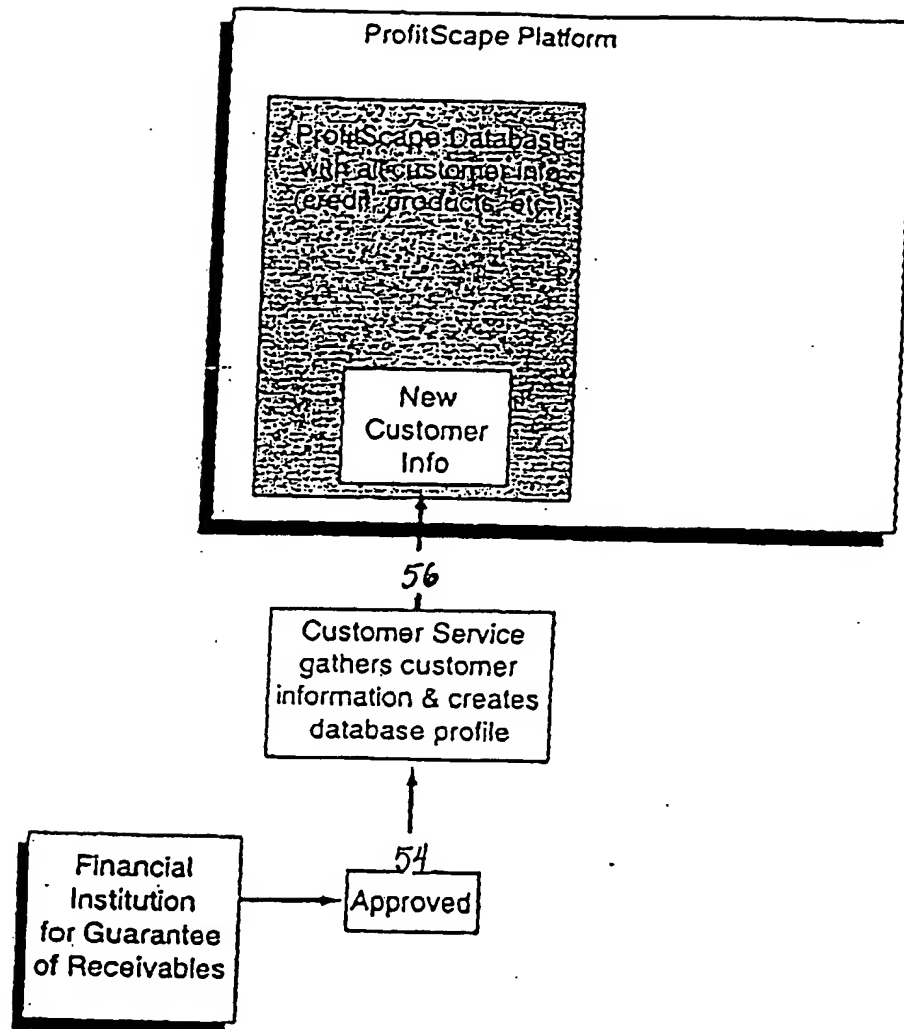 ProfitScape Platform
ProfitScape Database
with all customer info
(credit, products, etc.)
New
Customer
Info
56
Customer Service
gathers customer
information & creates
database profile
54
Approved
Financial
Institution
for Guarantee
of Receivables